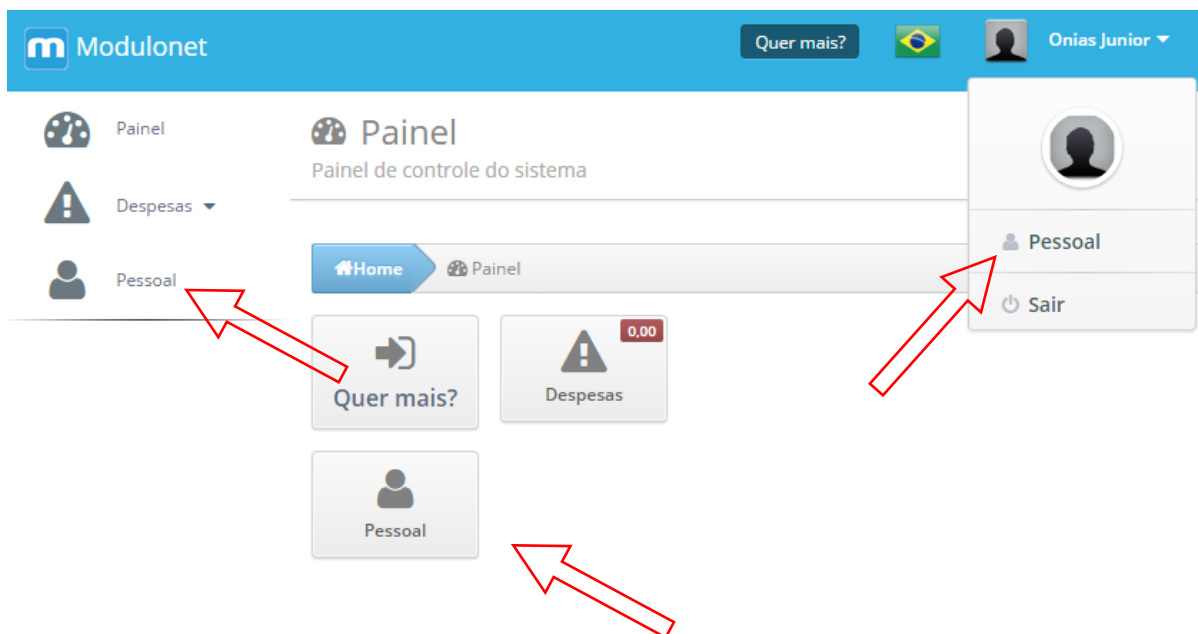 m Modulonet
Quer mais?
Onias Junior
Painel
Despesas
Pessoal
Painel
Painel de controle do sistema
Home
Painel
Quer mais?
0,00
Despesas
Pessoal
Pessoal
Sair